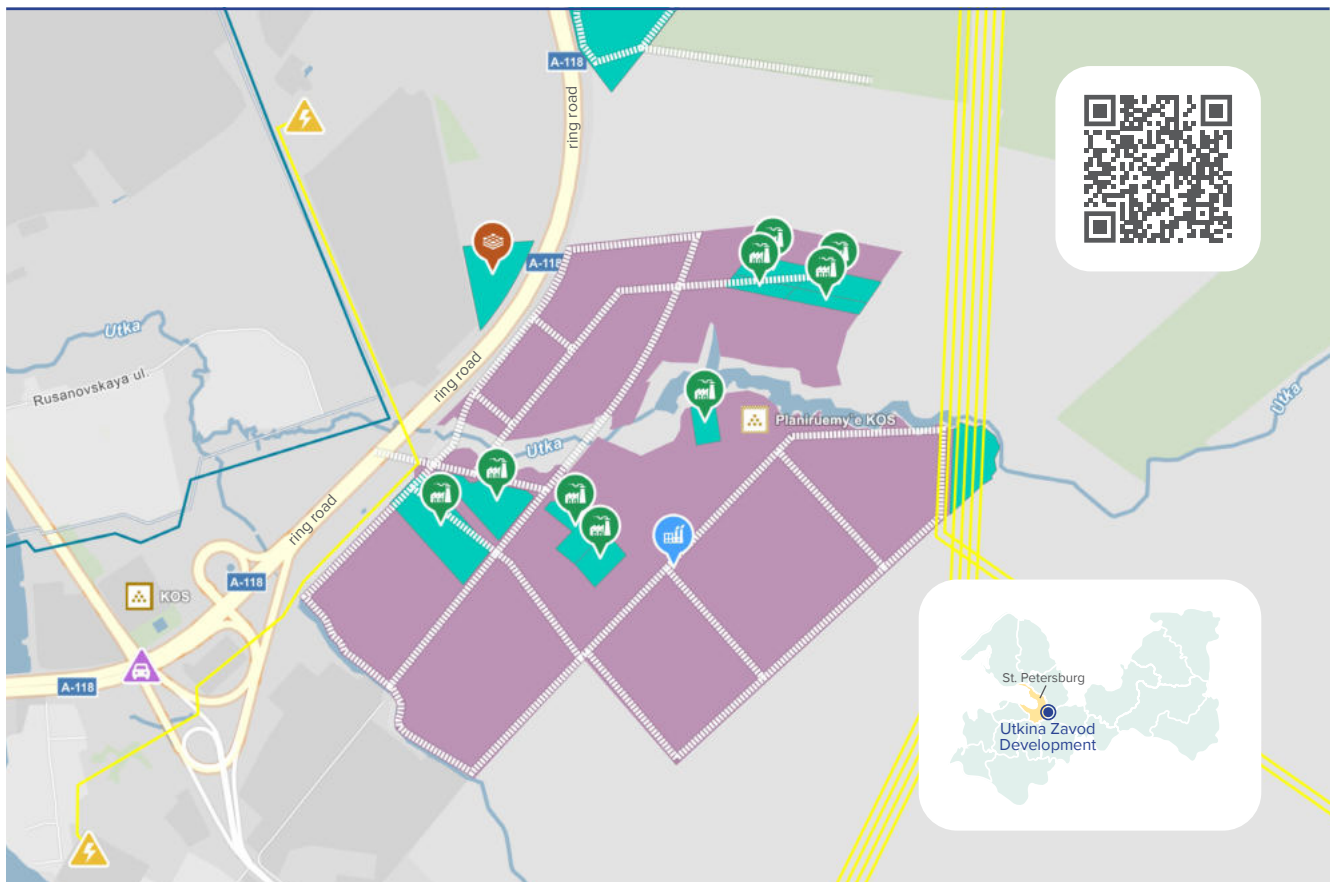 A-118
ring road
A-118
Utka
Rusanovskaya ul.
ring road
Utka
Planiruemy'e KOS
Utka
ring road
A-118
KOS
A-118
St. Petersburg
Utkina Zavod
Development